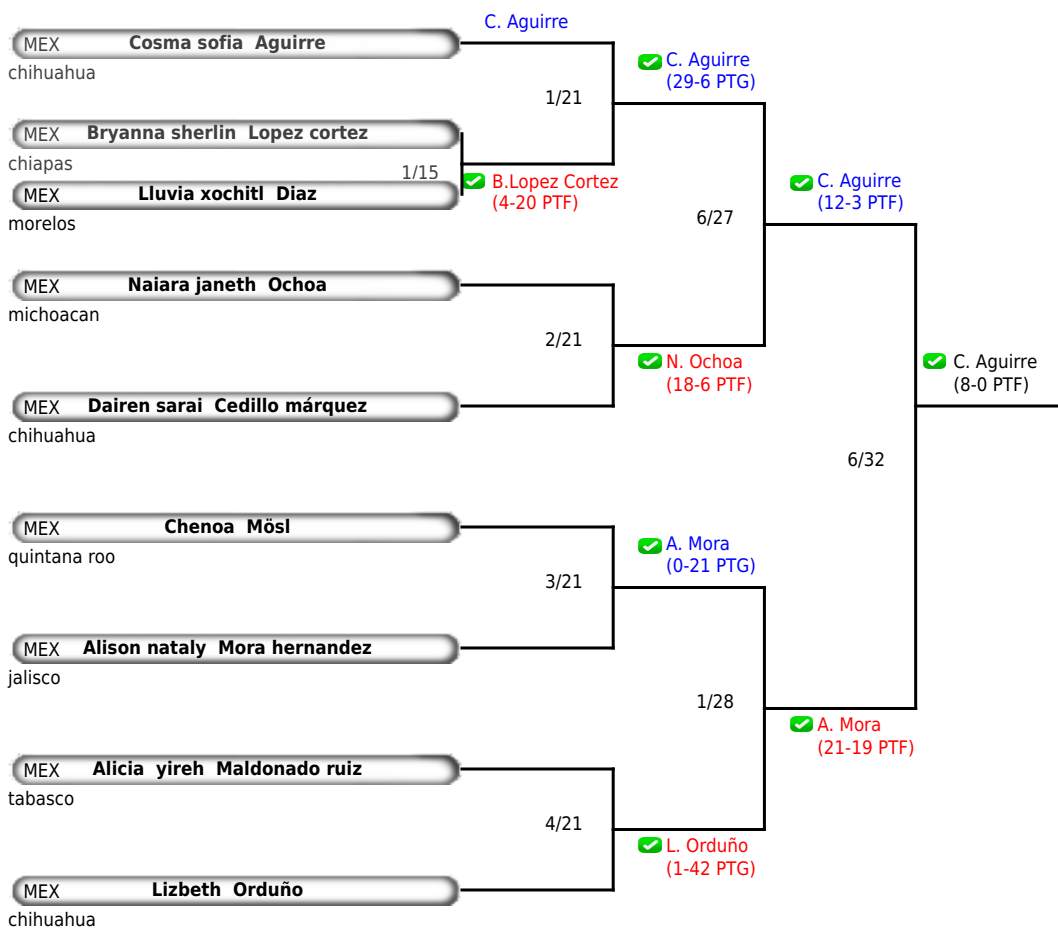 C. Aguirre
MEX Cosma sofia Aguirre
chihuahua
C. Aguirre
(29-6 PTG)
1/21
MEX Bryanna sherlin Lopez cortez
chiapas
1/15
B.Lopez Cortez
(4-20 PTF)
MEX Lluvia xochitl Diaz
morelos
C. Aguirre
(12-3 PTF)
6/27
MEX Naiara janeth Ochoa
michoacan
2/21
N. Ochoa
(18-6 PTF)
C. Aguirre
(8-0 PTF)
MEX Dairen sarai Cedillo márquez
chihuahua
6/32
MEX Chenoa Mösl
quintana roo
A. Mora
(0-21 PTG)
3/21
MEX Alison nataly Mora hernandez
jalisco
1/28
A. Mora
(21-19 PTF)
MEX Alicia yireh Maldonado ruiz
tabasco
4/21
L. Orduño
(1-42 PTG)
MEX Lizbeth Orduño
chihuahua